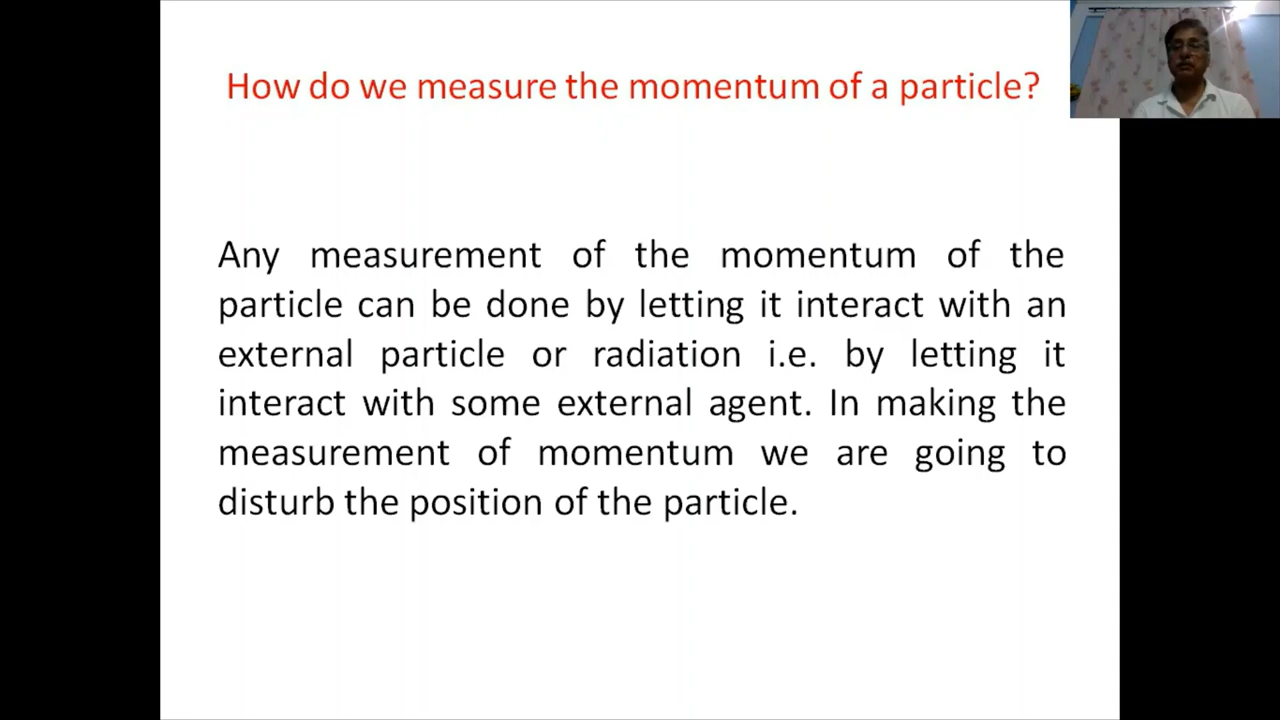 How do we measure the momentum of a particle?
Any measurement of the momentum of the
particle can be done by letting it interact with an
external particle or radiation i.e. by letting it
interact with some external agent. In making the
measurement of momentum we are going to
disturb the position of the particle.